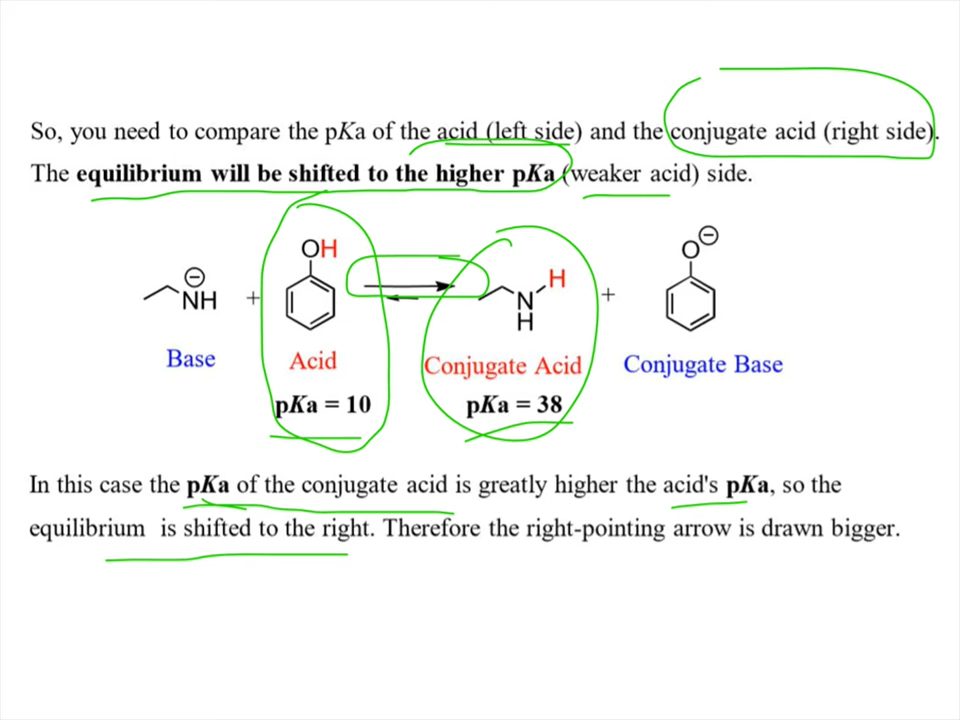 So, you need to compare the pKa of the acid (left side) and the conjugate acid (right side).
The equilibrium will be shifted to the higher pKa (weaker acid) side.
⊖ NH + OH ⇌ N H H + O ⊖
Base Acid Conjugate Acid Conjugate Base
pKa = 10 pKa = 38
In this case the pKa of the conjugate acid is greatly higher the acid's pKa, so the
equilibrium is shifted to the right. Therefore the right-pointing arrow is drawn bigger.